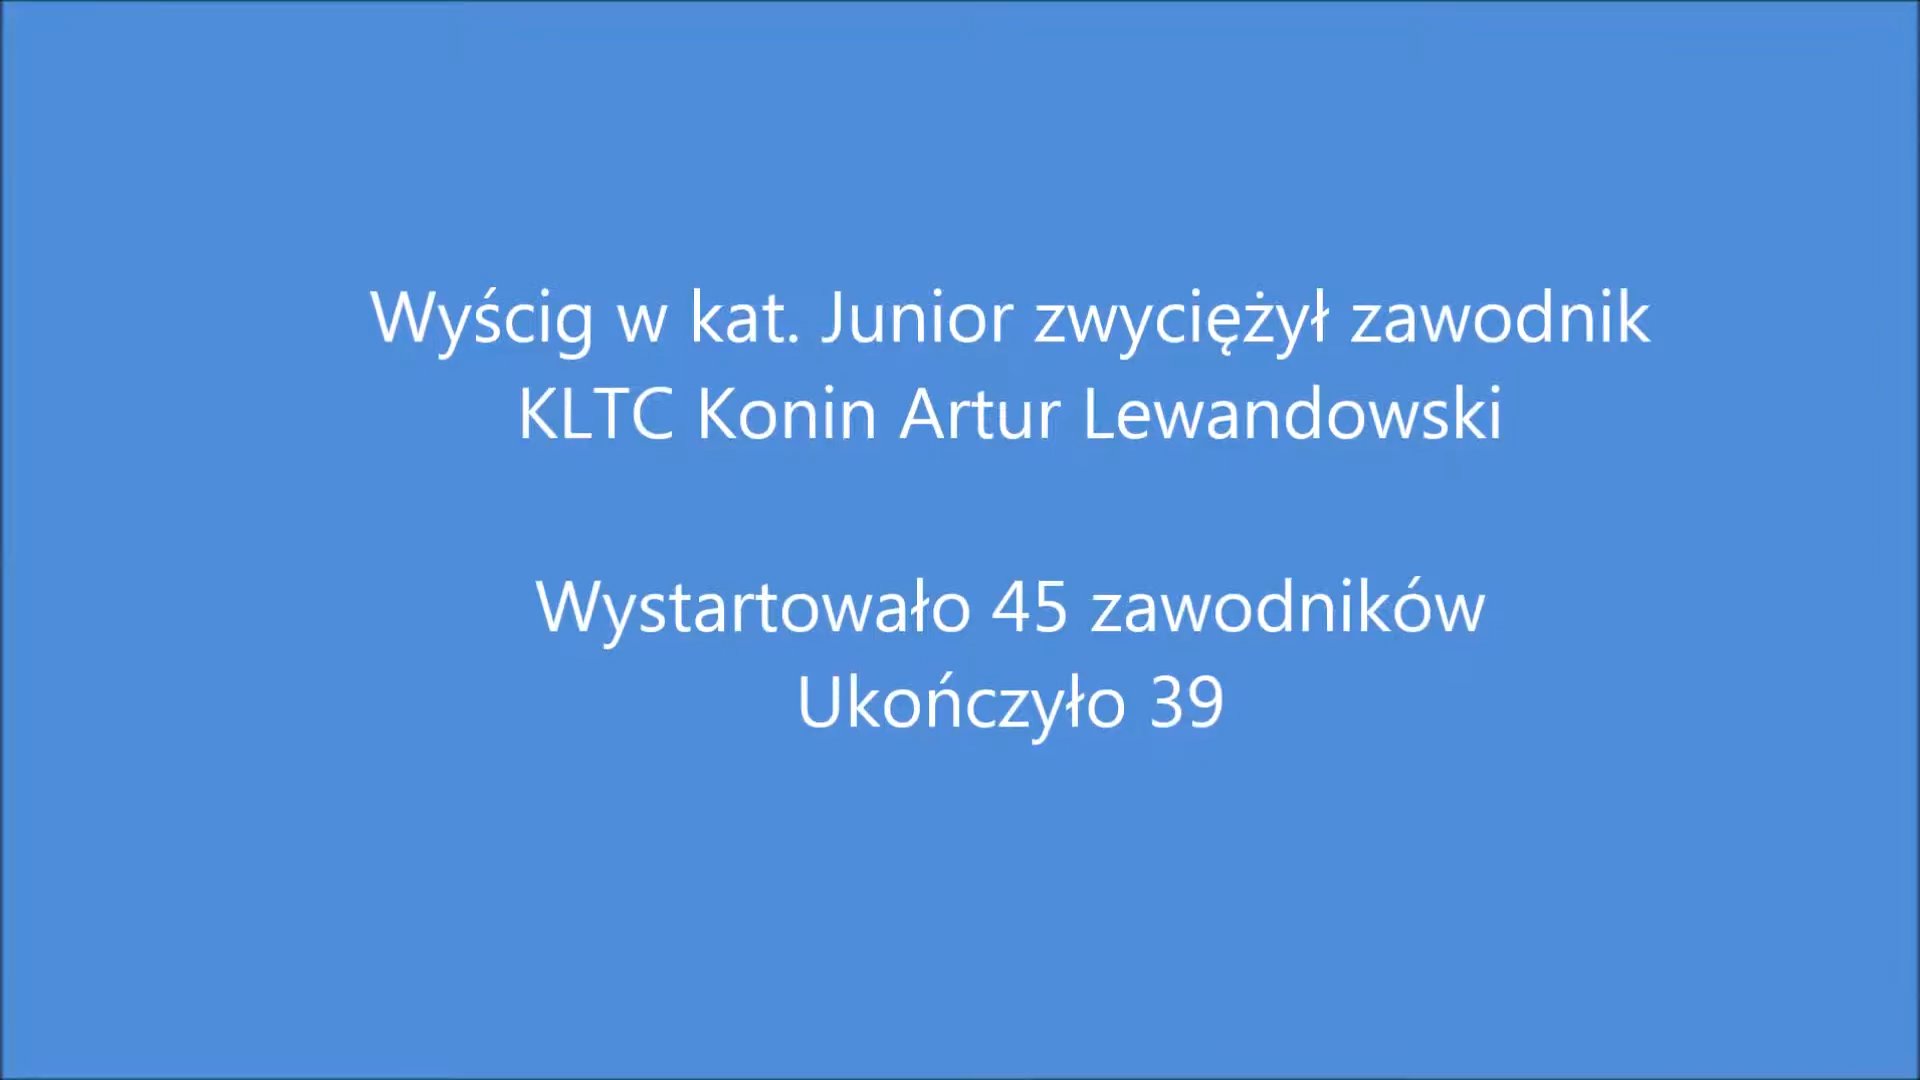 Wyścig w kat. Junior zwyciężył zawodnik
KLTC Konin Artur Lewandowski
Wystartowało 45 zawodników
Ukończyło 39